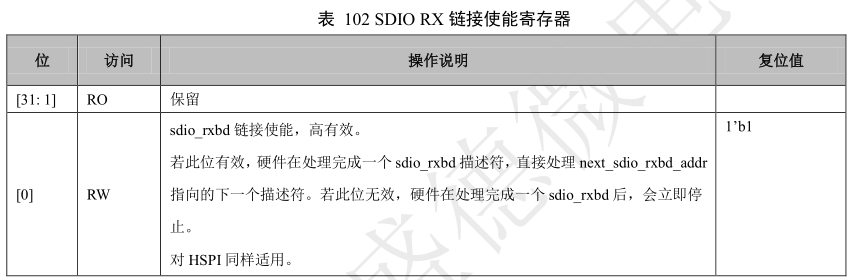 表 102 SDIO RX 链接使能寄存器
位 访问 操作说明 复位值
[31: 1] RO 保留
sdio_rxbd 链接使能，高有效。 1’b1
若此位有效，硬件在处理完成一个 sdio_rxbd 描述符，直接处理 next_sdio_rxbd_addr
[0] RW 指向的下一个描述符。若此位无效，硬件在处理完成一个 sdio_rxbd 后，会立即停
止。
对 HSPI 同样适用。
盛德微电